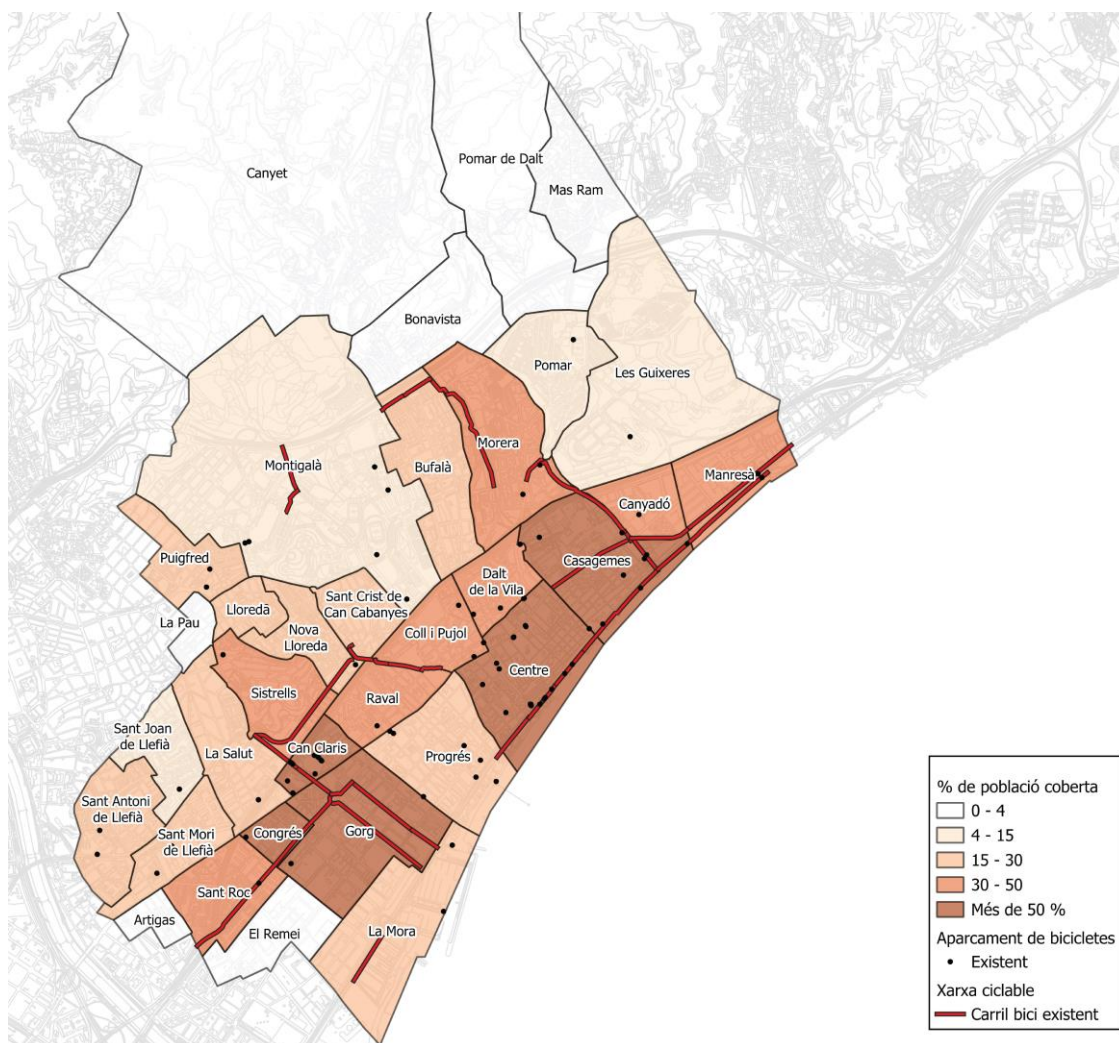 Canyet
Pomar de Dalt
Mas Ram
Bonavista
Pomar
Les Guixeres
Montigalà
Bufalà
Morera
Manresà
Canyadó
Puigfred
Casagemes
Dalt
de la Vila
Lloredà
Sant Crist de
Can Cabanyes
La Pau
Nova
Lloreda
Coll i Pujol
Centre
Sistrells
Raval
Sant Joan
de Llefià
La Salut
Can Claris
Progrés
Sant Antoni
de Llefià
Sant Mori
de Llefià
Congrés
Gorg
Sant Roc
Artigas
El Remei
La Mora
% de població coberta
0 - 4
4 - 15
15 - 30
30 - 50
Més de 50 %
Aparcament de bicicletes
Existent
Xarxa ciclable
Carril bici existent